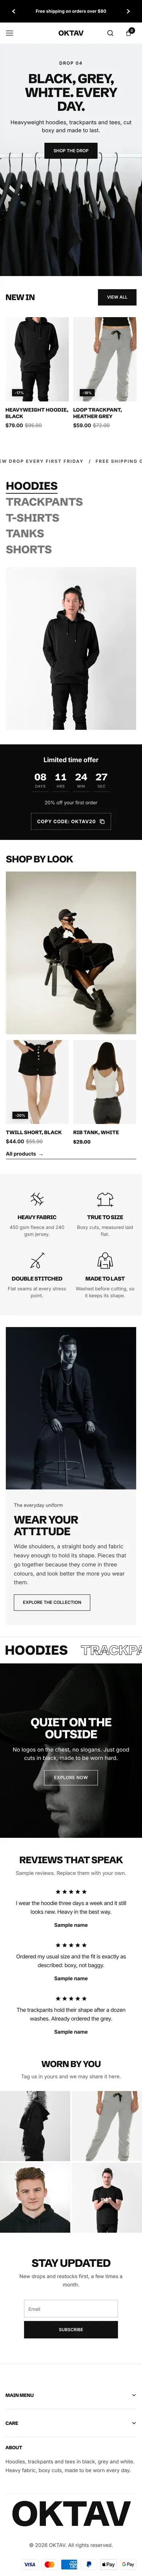 Free shipping on orders over $80
OKTAV
0
DROP 04
BLACK, GREY,
WHITE. EVERY
DAY.
Heavyweight hoodies, trackpants and tees, cut
boxy and made to last.
SHOP THE DROP
NEW IN
VIEW ALL
-17%
-18%
HEAVYWEIGHT HOODIE,
BLACK
$79.00 $95.00
LOOP TRACKPANT,
HEATHER GREY
$59.00 $72.00
EW DROP EVERY FIRST FRIDAY / FREE SHIPPING O
HOODIES
TRACKPANTS
T-SHIRTS
TANKS
SHORTS
Limited time offer
08 11 24 27
DAYS HRS MIN SEC
20% off your first order
COPY CODE: OKTAV20
SHOP BY LOOK
-20%
TWILL SHORT, BLACK
$44.00 $55.00
RIB TANK, WHITE
$29.00
All products →
HEAVY FABRIC
450 gsm fleece and 240
gsm jersey.
TRUE TO SIZE
Boxy cuts, measured laid
flat.
DOUBLE STITCHED
Flat seams at every stress
point.
MADE TO LAST
Washed before cutting, so
it keeps its shape.
The everyday uniform
WEAR YOUR
ATTITUDE
Wide shoulders, a straight body and fabric
heavy enough to hold its shape. Pieces that
go together because they come in three
colours, and look better the more you wear
them.
EXPLORE THE COLLECTION
HOODIES TRACKPA
QUIET ON THE
OUTSIDE
No logos on the chest, no slogans. Just good
cuts in black, made to be worn hard.
EXPLORE NOW
REVIEWS THAT SPEAK
Sample reviews. Replace them with your own.
★★★★★
I wear the hoodie three days a week and it still
looks new. Heavy in the best way.
Sample name
★★★★★
Ordered my usual size and the fit is exactly as
described: boxy, not baggy.
Sample name
★★★★★
The trackpants hold their shape after a dozen
washes. Already ordered the grey.
Sample name
WORN BY YOU
Tag us in yours and we may share it here.
STAY UPDATED
New drops and restocks first, a few times a
month.
Email
SUBSCRIBE
MAIN MENU
CARE
ABOUT
Hoodies, trackpants and tees in black, grey and white.
Heavy fabric, boxy cuts, made to be worn every day.
OKTAV
© 2026 OKTAV. All rights reserved.
VISA AMEX Pay G Pay